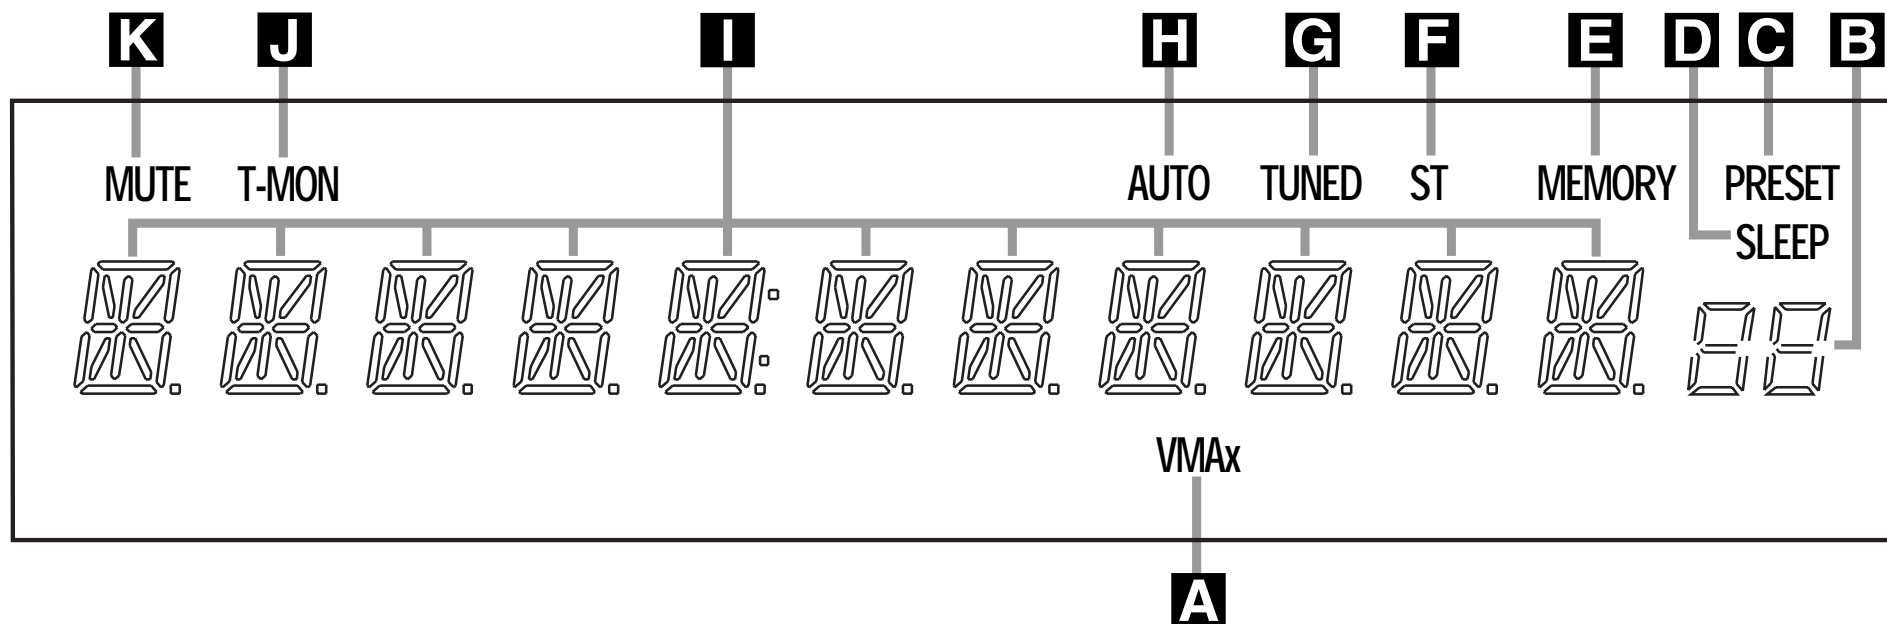 K J I H G F E D C B
MUTE T-MON AUTO TUNED ST MEMORY PRESET
SLEEP
VMAx
A